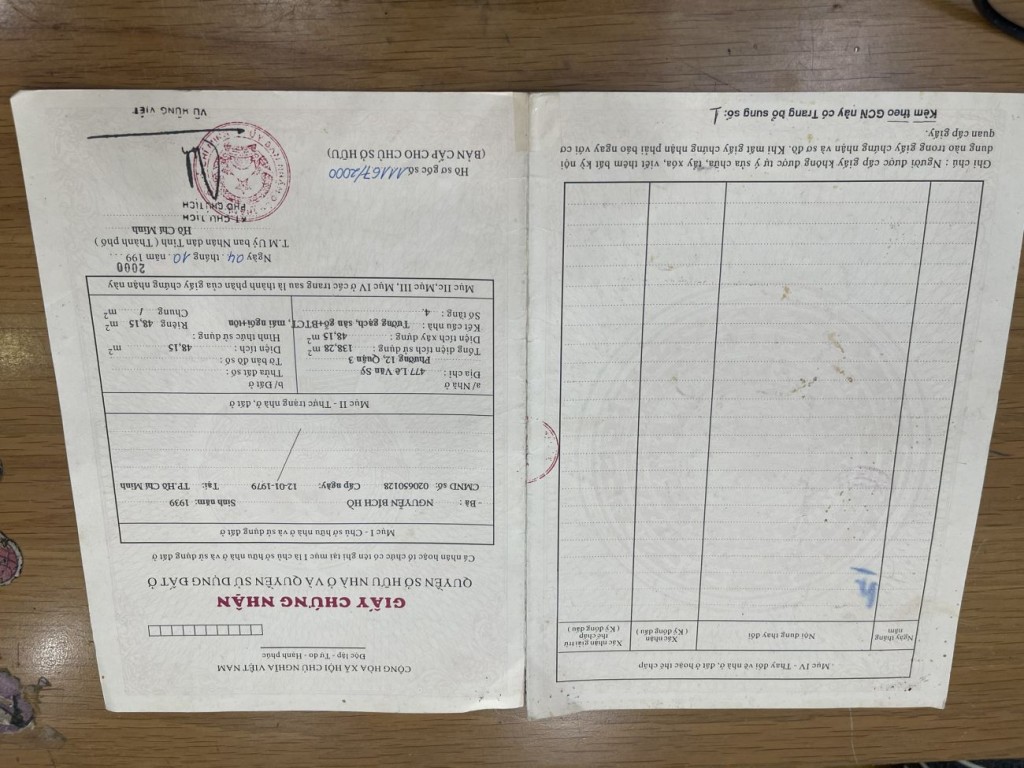 CỘNG HÒA XÃ HỘI CHỦ NGHĨA VIỆT NAM
Độc lập - Tự do - Hạnh phúc
GIẤY CHỨNG NHẬN
QUYỀN SỞ HỮU NHÀ Ở VÀ QUYỀN SỬ DỤNG ĐẤT Ở
Cá nhân hoặc tổ chức có tên ghi tại mục I là chủ sở hữu nhà ở và sử dụng đất ở
Mục I - Chủ sở hữu nhà ở và sử dụng đất ở
- Bà : NGUYỄN BÍCH HỘ Sinh năm: 1939
CMND số: 020650128 Cấp ngày: 12-01-1979 Tại: TP.Hồ Chí Minh
Mục II - Thực trạng nhà ở, đất ở
a/ Nhà ở
Địa chỉ : 477 Lê Văn Sỹ
Phường 12, Quận 3
Tổng diện tích sử dụng : 138,28 m²
Diện tích xây dựng : 48,15 m²
Kết cấu nhà : Tường gạch, sàn gỗ+BTCT, mái ngói+tôn
Số tầng : 4.
b/ Đất ở
Thửa đất số :
Tờ bản đồ số :
Diện tích : 48,15 m²
Hình thức sử dụng :
Riêng 48,15 m²
Chung / m²
Mục IIc, Mục III, Mục IV ở các trang sau là thành phần của giấy chứng nhận này
Ngày 04 tháng 10 năm 199 ...
2000
T.M Uỷ ban Nhân dân Tỉnh ( Thành phố )
Hồ Chí Minh
KT. CHỦ TỊCH
PHÓ CHỦ TỊCH
Hồ sơ gốc số 11167/2000
(BẢN CẤP CHO CHỦ SỞ HỮU)
VŨ HÙNG VIỆT
Mục IV - Thay đổi về nhà ở, đất ở hoặc thế chấp
Ngày tháng năm
Nội dung thay đổi
Xác nhận
( Ký đóng dấu )
Xác nhận giải trừ
thế chấp
( Ký đóng dấu )
Ghi chú : Người được cấp giấy không được tự ý sửa chữa, tẩy xóa, viết thêm bất kỳ nội
dung nào trong giấy chứng nhận và sơ đồ. Khi mất giấy chứng nhận phải báo ngay với cơ
quan cấp giấy.
Kèm theo GCN này có Trang bổ sung số: 1